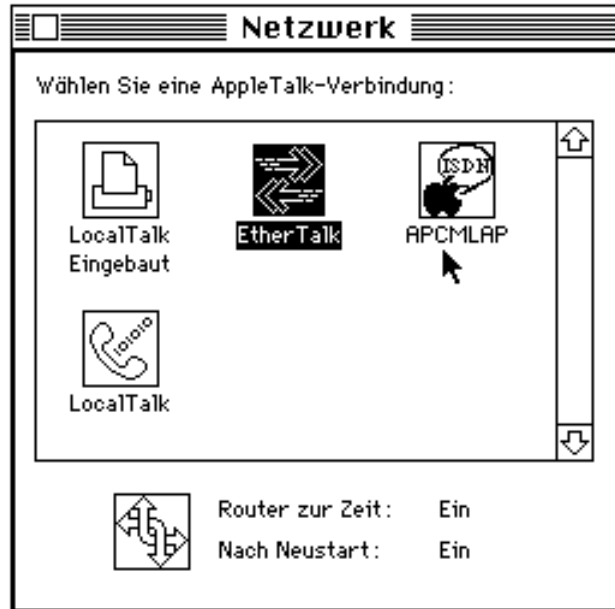 Netzwerk
Wählen Sie eine AppleTalk-Verbindung:
ISDN
LocalTalk EtherTalk APCMLAP
Eingebaut
LocalTalk
Router zur Zeit: Ein
Nach Neustart: Ein